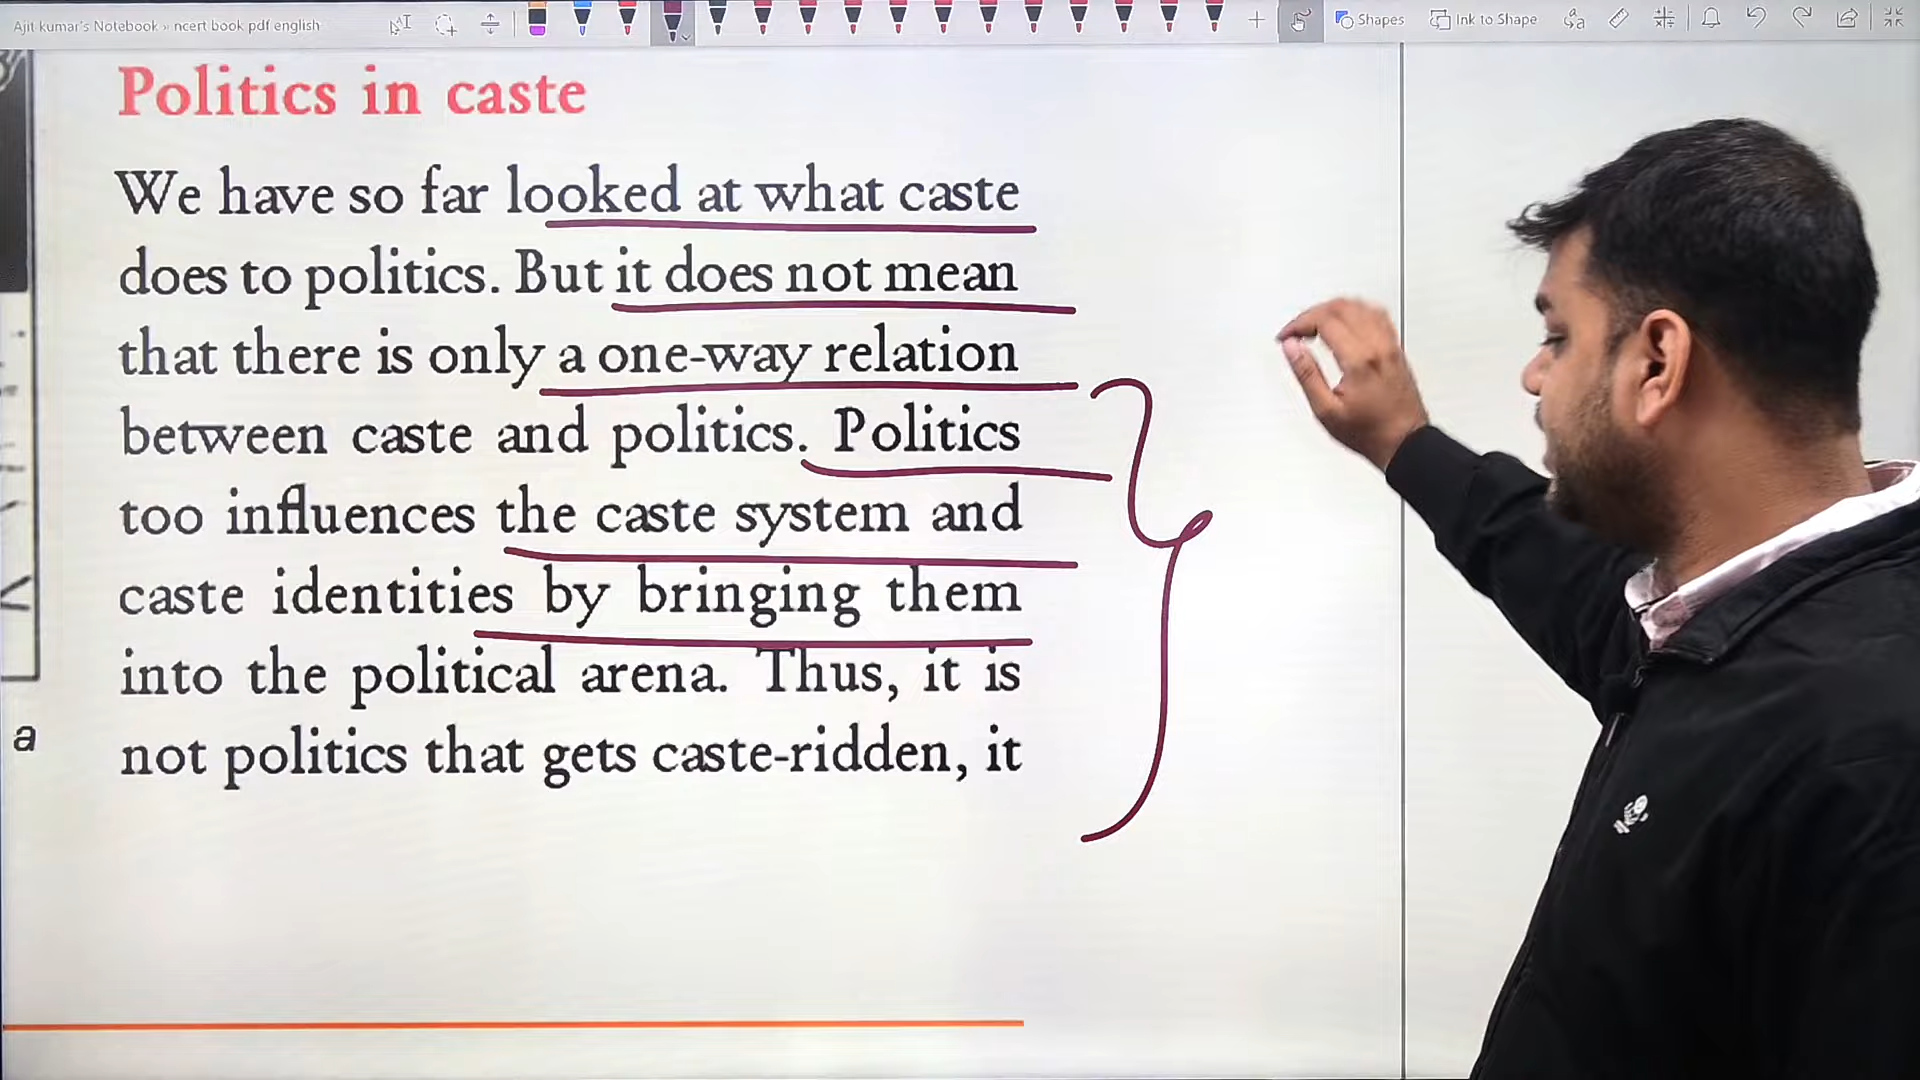 Ajit kumar's Notebook » ncert book pdf english
Shapes
Ink to Shape
Politics in caste
We have so far looked at what caste
does to politics. But it does not mean
that there is only a one-way relation
between caste and politics. Politics
too influences the caste system and
caste identities by bringing them
into the political arena. Thus, it is
not politics that gets caste-ridden, it
a